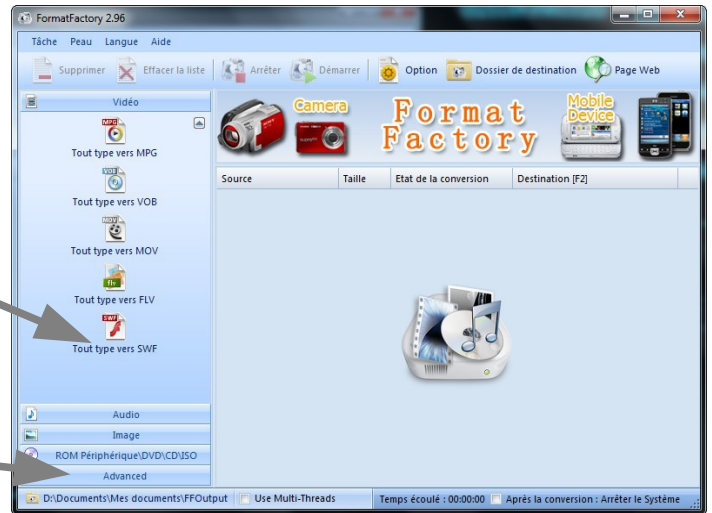 FormatFactory 2.96
Tâche Peau Langue Aide
Supprimer Effacer la liste Arrêter Démarrer Option Dossier de destination Page Web
Vidéo
MPG
Tout type vers MPG
VOB
Tout type vers VOB
MOV
Tout type vers MOV
flv
Tout type vers FLV
SWF
Tout type vers SWF
Audio
Image
ROM Périphérique\DVD\CD\ISO
Advanced
Camera
Format
Factory
Mobile
Device
Source Taille Etat de la conversion Destination [F2]
D:\Documents\Mes documents\FFOutput Use Multi-Threads Temps écoulé : 00:00:00 Après la conversion : Arrêter le Système